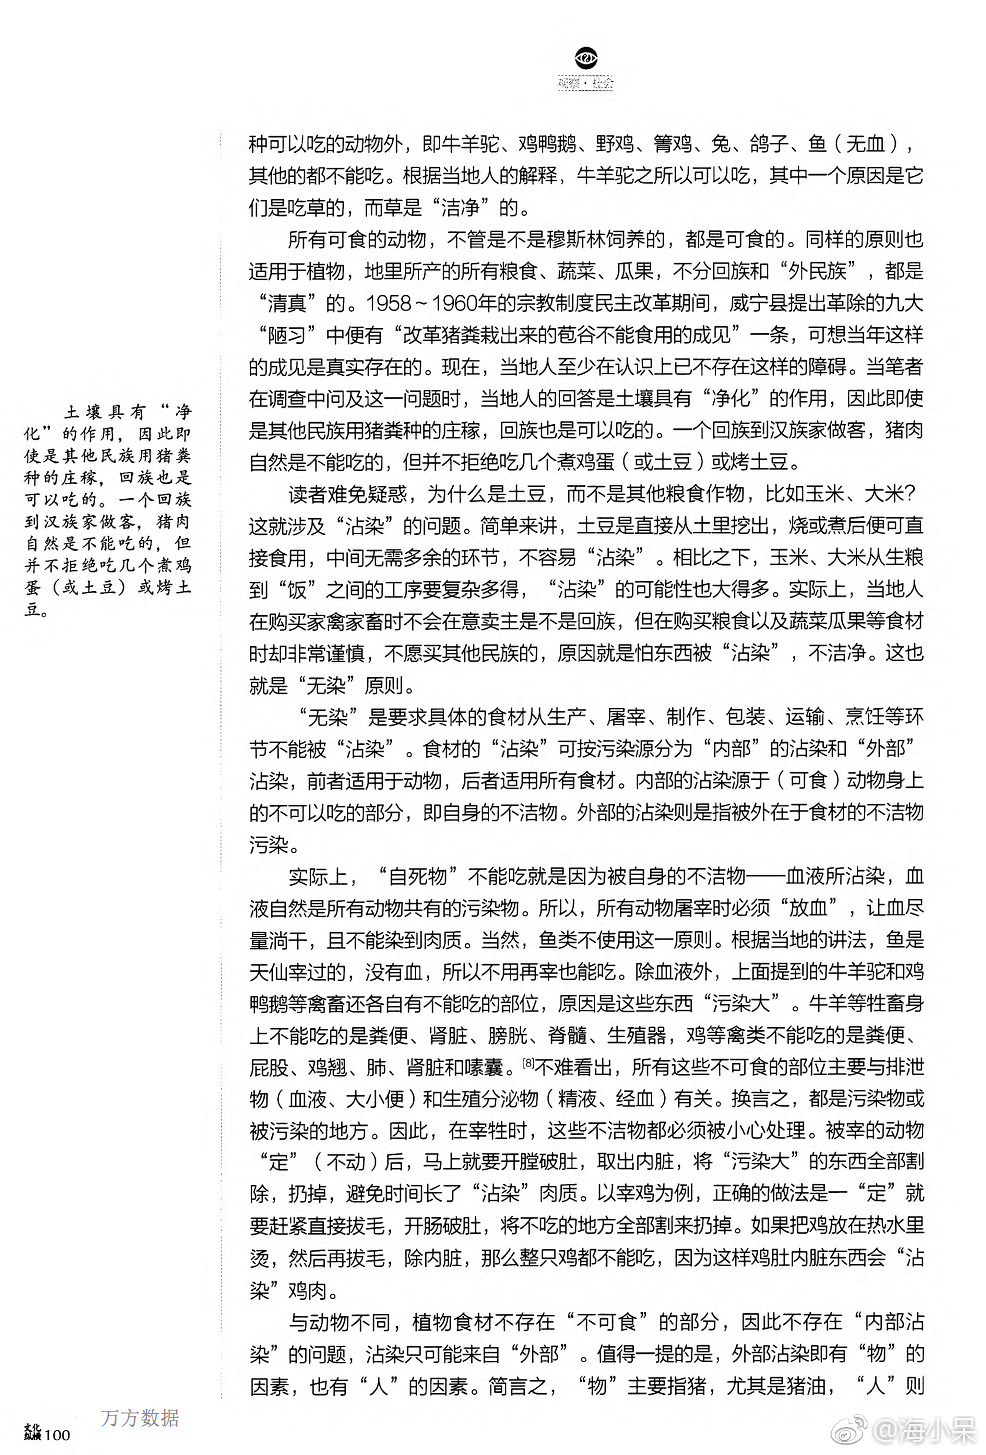 观察·社会
种可以吃的动物外，即牛羊驼、鸡鸭鹅、野鸡、箐鸡、兔、鸽子、鱼（无血），
其他的都不能吃。根据当地人的解释，牛羊驼之所以可以吃，其中一个原因是它
们是吃草的，而草是“洁净”的。
所有可食的动物，不管是不是穆斯林饲养的，都是可食的。同样的原则也
适用于植物，地里所产的所有粮食、蔬菜、瓜果，不分回族和“外民族”，都是
“清真”的。1958～1960年的宗教制度民主改革期间，威宁县提出革除的九大
“陋习”中便有“改革猪粪栽出来的苞谷不能食用的成见”一条，可想当年这样
的成见是真实存在的。现在，当地人至少在认识上已不存在这样的障碍。当笔者
在调查中问及这一问题时，当地人的回答是土壤具有“净化”的作用，因此即使
是其他民族用猪粪种的庄稼，回族也是可以吃的。一个回族到汉族家做客，猪肉
自然是不能吃的，但并不拒绝吃几个煮鸡蛋（或土豆）或烤土豆。
读者难免疑惑，为什么是土豆，而不是其他粮食作物，比如玉米、大米？
这就涉及“沾染”的问题。简单来讲，土豆是直接从土里挖出，烧或煮后便可直
接食用，中间无需多余的环节，不容易“沾染”。相比之下，玉米、大米从生粮
到“饭”之间的工序要复杂多得，“沾染”的可能性也大得多。实际上，当地人
在购买家禽家畜时不会在意卖主是不是回族，但在购买粮食以及蔬菜瓜果等食材
时却非常谨慎，不愿买其他民族的，原因就是怕东西被“沾染”，不洁净。这也
就是“无染”原则。
“无染”是要求具体的食材从生产、屠宰、制作、包装、运输、烹饪等环
节不能被“沾染”。食材的“沾染”可按污染源分为“内部”的沾染和“外部”
沾染，前者适用于动物，后者适用所有食材。内部的沾染源于（可食）动物身上
的不可以吃的部分，即自身的不洁物。外部的沾染则是指被外在于食材的不洁物
污染。
实际上，“自死物”不能吃就是因为被自身的不洁物——血液所沾染，血
液自然是所有动物共有的污染物。所以，所有动物屠宰时必须“放血”，让血尽
量淌干，且不能染到肉质。当然，鱼类不使用这一原则。根据当地的讲法，鱼是
天仙宰过的，没有血，所以不用再宰也能吃。除血液外，上面提到的牛羊驼和鸡
鸭鹅等禽畜还各自有不能吃的部位，原因是这些东西“污染大”。牛羊等牲畜身
上不能吃的是粪便、肾脏、膀胱、脊髓、生殖器，鸡等禽类不能吃的是粪便、
屁股、鸡翘、肺、肾脏和嗉囊。[8]不难看出，所有这些不可食的部位主要与排泄
物（血液、大小便）和生殖分泌物（精液、经血）有关。换言之，都是污染物或
被污染的地方。因此，在宰牲时，这些不洁物都必须被小心处理。被宰的动物
“定”（不动）后，马上就要开膛破肚，取出内脏，将“污染大”的东西全部割
除，扔掉，避免时间长了“沾染”肉质。以宰鸡为例，正确的做法是一“定”就
要赶紧直接拔毛，开肠破肚，将不吃的地方全部割来扔掉。如果把鸡放在热水里
烫，然后再拔毛，除内脏，那么整只鸡都不能吃，因为这样鸡肚内脏东西会“沾
染”鸡肉。
与动物不同，植物食材不存在“不可食”的部分，因此不存在“内部沾
染”的问题，沾染只可能来自“外部”。值得一提的是，外部沾染即有“物”的
因素，也有“人”的因素。简言之，“物”主要指猪，尤其是猪油，“人”则
土壤具有“净
化”的作用，因此即
使是其他民族用猪粪
种的庄稼，回族也是
可以吃的。一个回族
到汉族家做客，猪肉
自然是不能吃的，但
并不拒绝吃几个煮鸡
蛋（或土豆）或烤土
豆。
万方数据
文化
纵横100
@海小呆